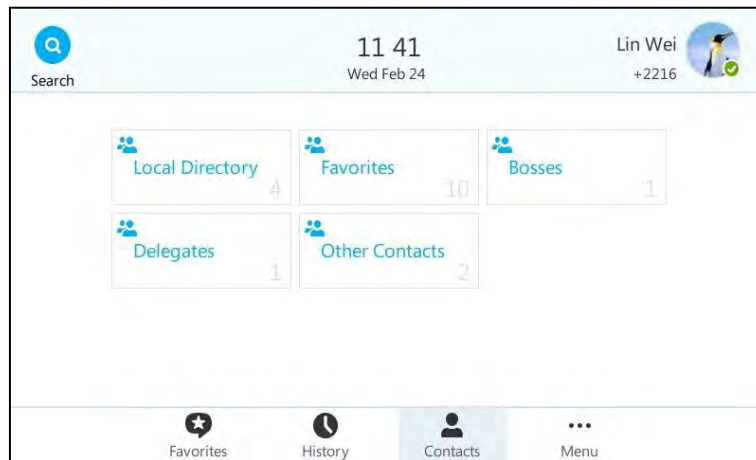 Search
11 41
Wed Feb 24
Lin Wei
+2216
Local Directory
4
Favorites
10
Bosses
1
Delegates
1
Other Contacts
2
Favorites
History
Contacts
Menu